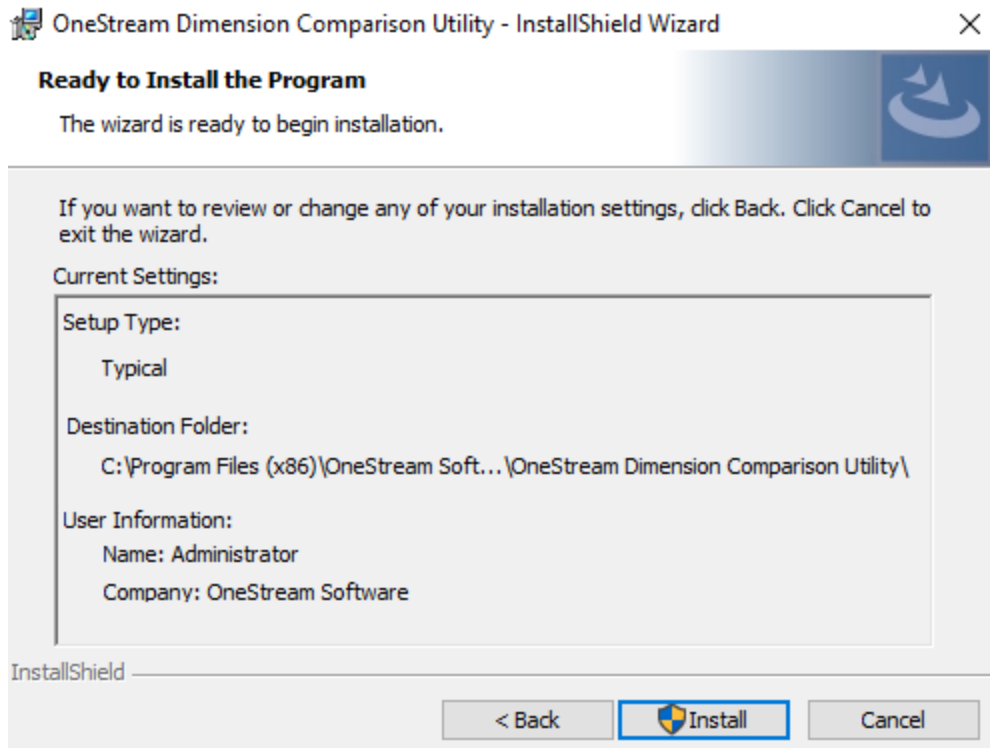 OneStream Dimension Comparison Utility - InstallShield Wizard
Ready to Install the Program
The wizard is ready to begin installation.
If you want to review or change any of your installation settings, click Back. Click Cancel to
exit the wizard.
Current Settings:
Setup Type:
Typical
Destination Folder:
C:\Program Files (x86)\OneStream Soft...\OneStream Dimension Comparison Utility\
User Information:
Name: Administrator
Company: OneStream Software
InstallShield
< Back
Install
Cancel